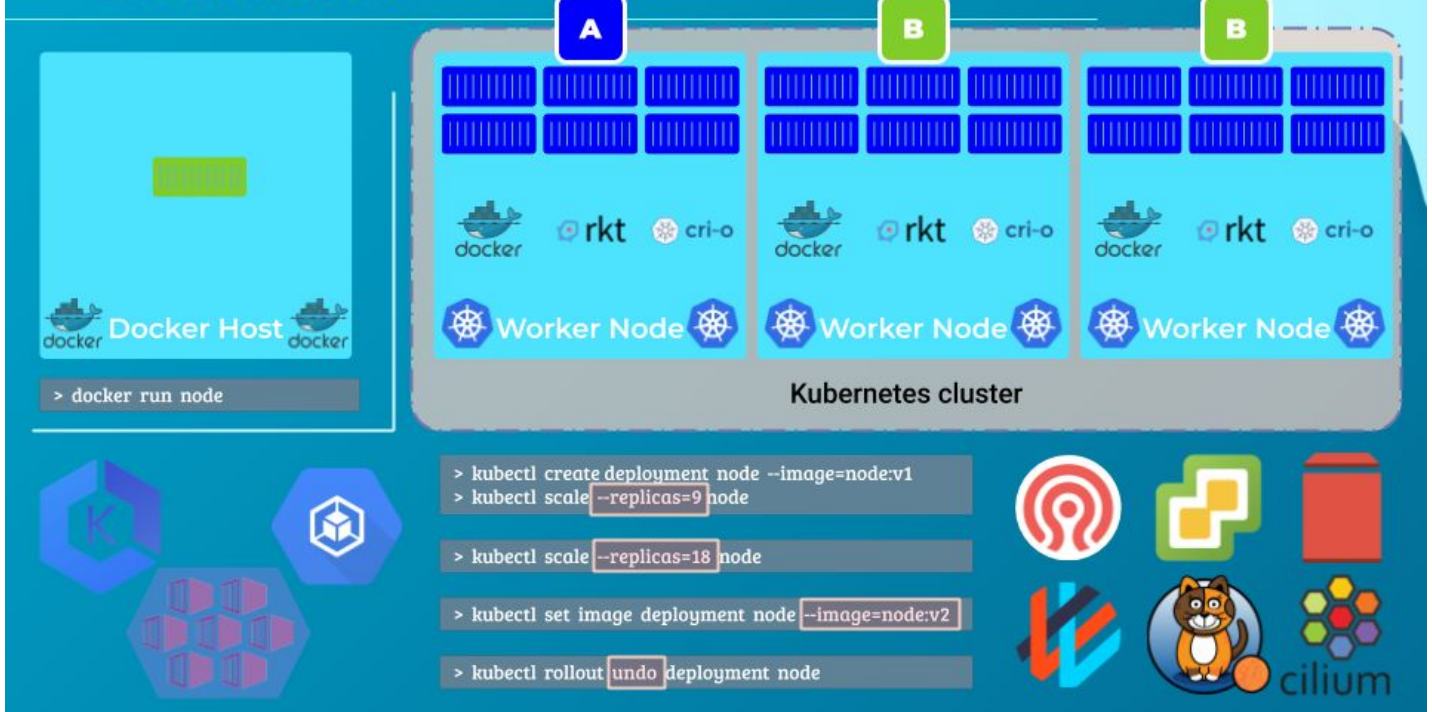 A
B
B
docker
rkt
cri-o
docker
rkt
cri-o
docker
rkt
cri-o
docker
Docker Host
docker
Worker Node
Worker Node
Worker Node
> docker run node
Kubernetes cluster
> kubectl create deployment node --image=node:v1
> kubectl scale --replicas=9 node
> kubectl scale --replicas=18 node
> kubectl set image deployment node --image=node:v2
> kubectl rollout undo deployment node
K
cilium